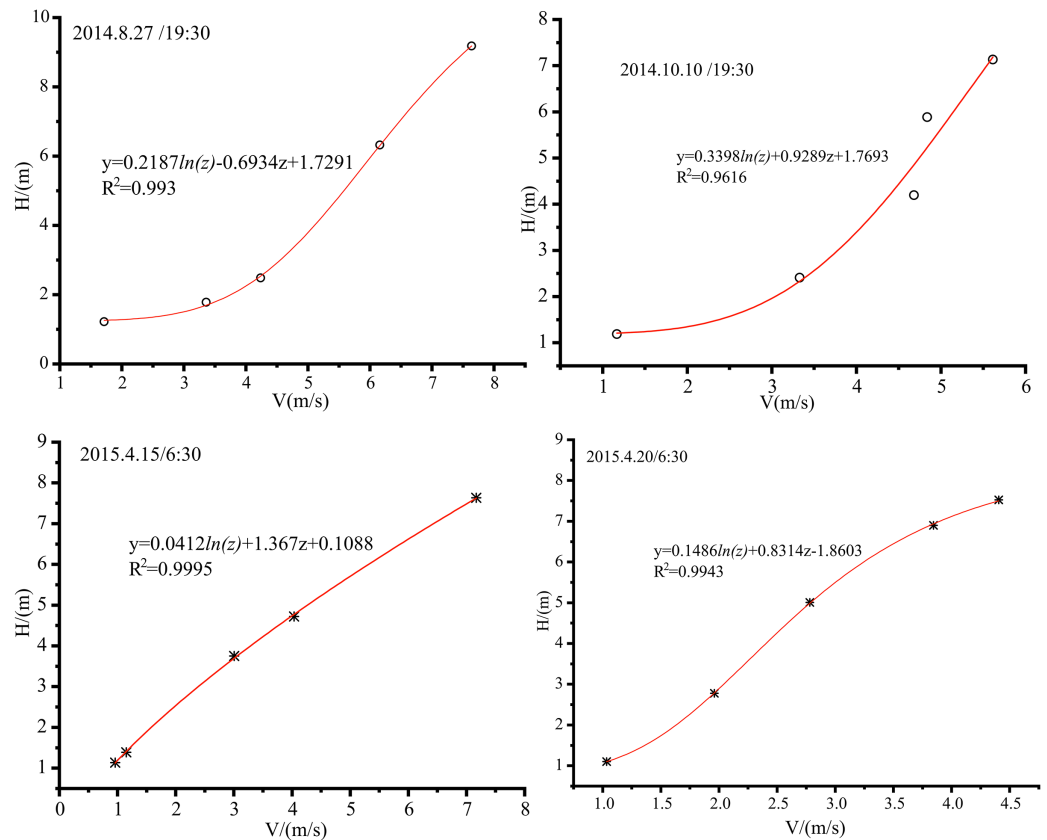 2014.8.27 /19:30
y=0.2187ln(z)-0.6934z+1.7291
R²=0.993
H/(m)
10
8
6
4
2
0
1 2 3 4 5 6 7 8
V(m/s)
2014.10.10 /19:30
y=0.3398ln(z)+0.9289z+1.7693
R²=0.9616
H/(m)
8
7
6
5
4
3
2
1
1 2 3 4 5 6
V(m/s)
2015.4.15/6:30
y=0.0412ln(z)+1.367z+0.1088
R²=0.9995
H/(m)
9
8
7
6
5
4
3
2
1
0 1 2 3 4 5 6 7 8
V/(m/s)
2015.4.20/6:30
y=0.1486ln(z)+0.8314z-1.8603
R²=0.9943
H/(m)
9
8
7
6
5
4
3
2
1
1.0 1.5 2.0 2.5 3.0 3.5 4.0 4.5
V/(m/s)